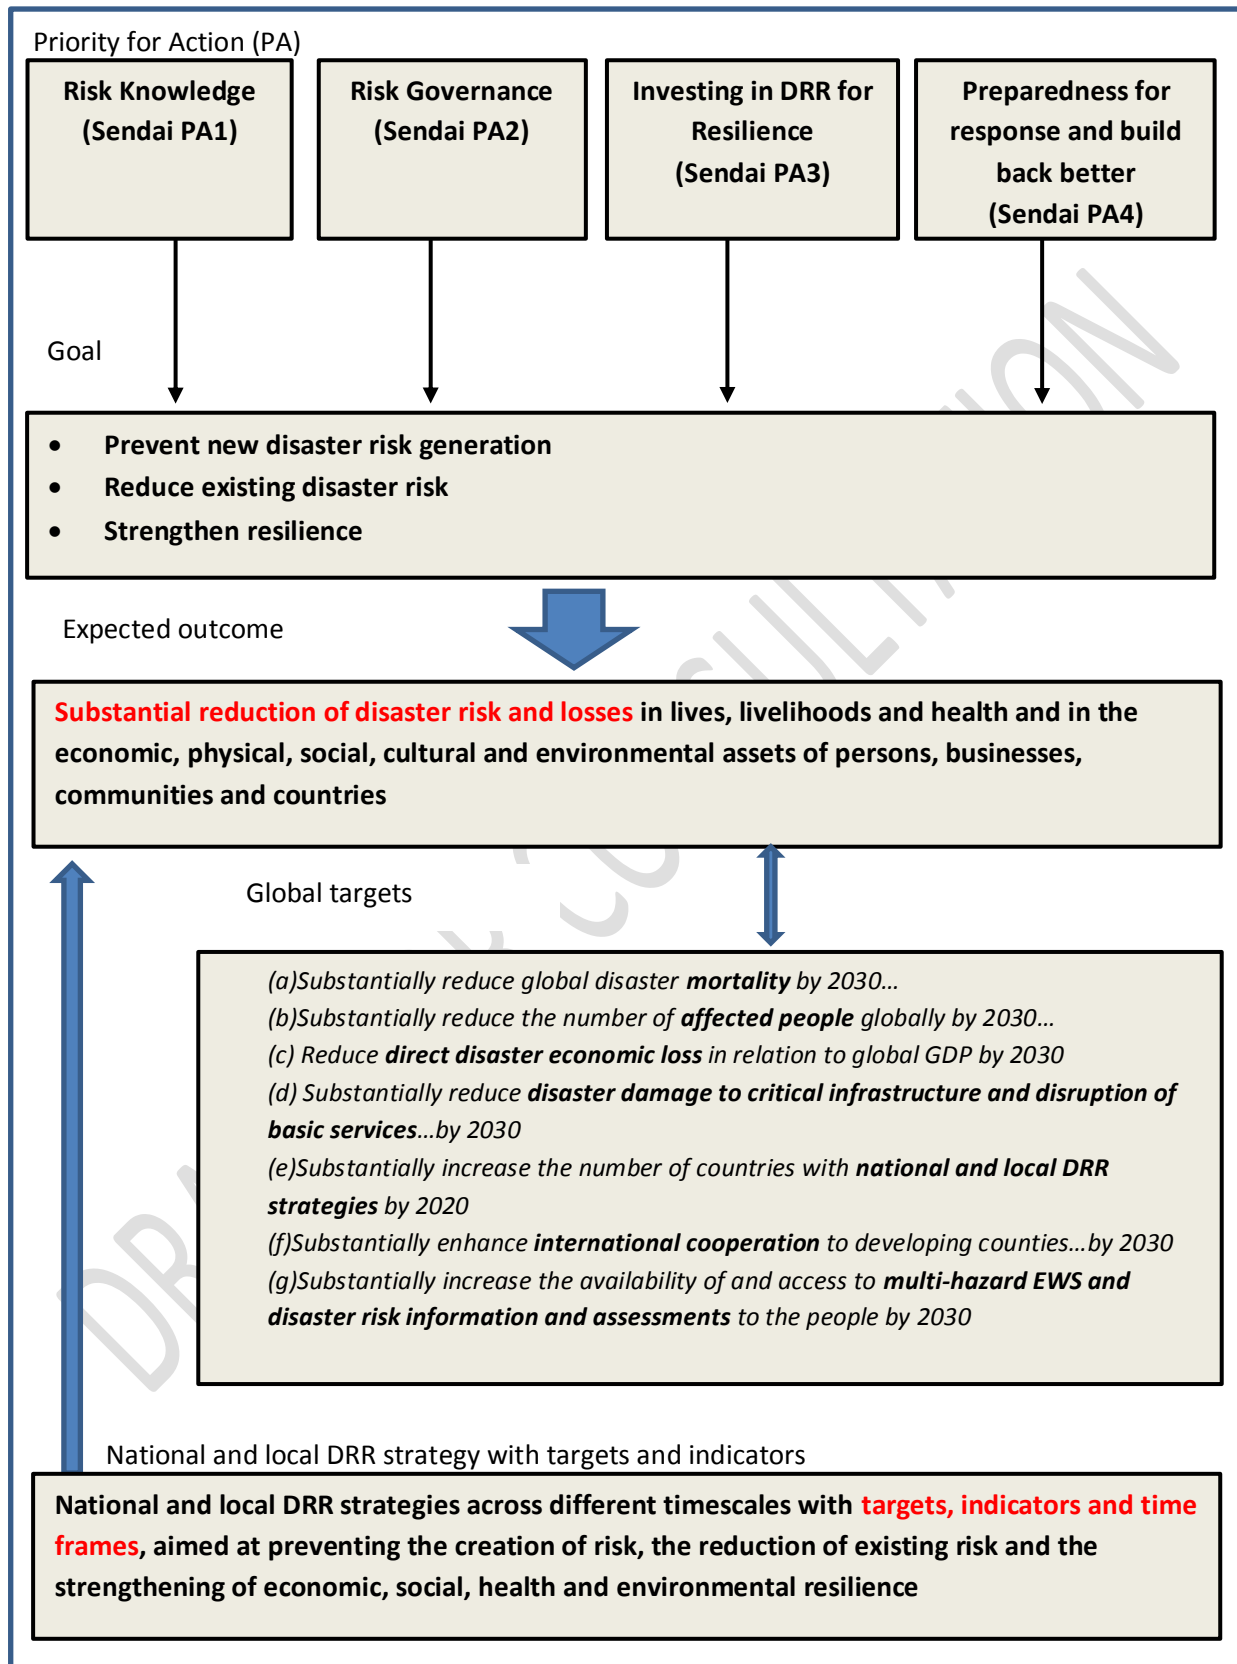 Priority for Action (PA)
Risk Knowledge
(Sendai PA1)
Risk Governance
(Sendai PA2)
Investing in DRR for
Resilience
(Sendai PA3)
Preparedness for
response and build
back better
(Sendai PA4)
Goal
• Prevent new disaster risk generation
• Reduce existing disaster risk
• Strengthen resilience
Expected outcome
Substantial reduction of disaster risk and losses in lives, livelihoods and health and in the
economic, physical, social, cultural and environmental assets of persons, businesses,
communities and countries
Global targets
(a)Substantially reduce global disaster mortality by 2030…
(b)Substantially reduce the number of affected people globally by 2030…
(c) Reduce direct disaster economic loss in relation to global GDP by 2030
(d) Substantially reduce disaster damage to critical infrastructure and disruption of
basic services…by 2030
(e)Substantially increase the number of countries with national and local DRR
strategies by 2020
(f)Substantially enhance international cooperation to developing counties…by 2030
(g)Substantially increase the availability of and access to multi-hazard EWS and
disaster risk information and assessments to the people by 2030
National and local DRR strategy with targets and indicators
National and local DRR strategies across different timescales with targets, indicators and time
frames, aimed at preventing the creation of risk, the reduction of existing risk and the
strengthening of economic, social, health and environmental resilience